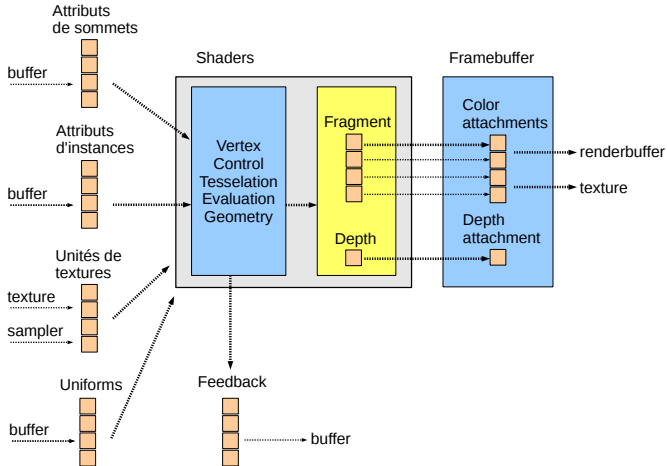 Attributs
de sommets
buffer
Shaders
Framebuffer
Attributs
d'instances
buffer
Vertex
Control
Tesselation
Evaluation
Geometry
Fragment
Depth
Color
attachments
renderbuffer
texture
Depth
attachment
Unités de
textures
texture
sampler
Uniforms
buffer
Feedback
buffer